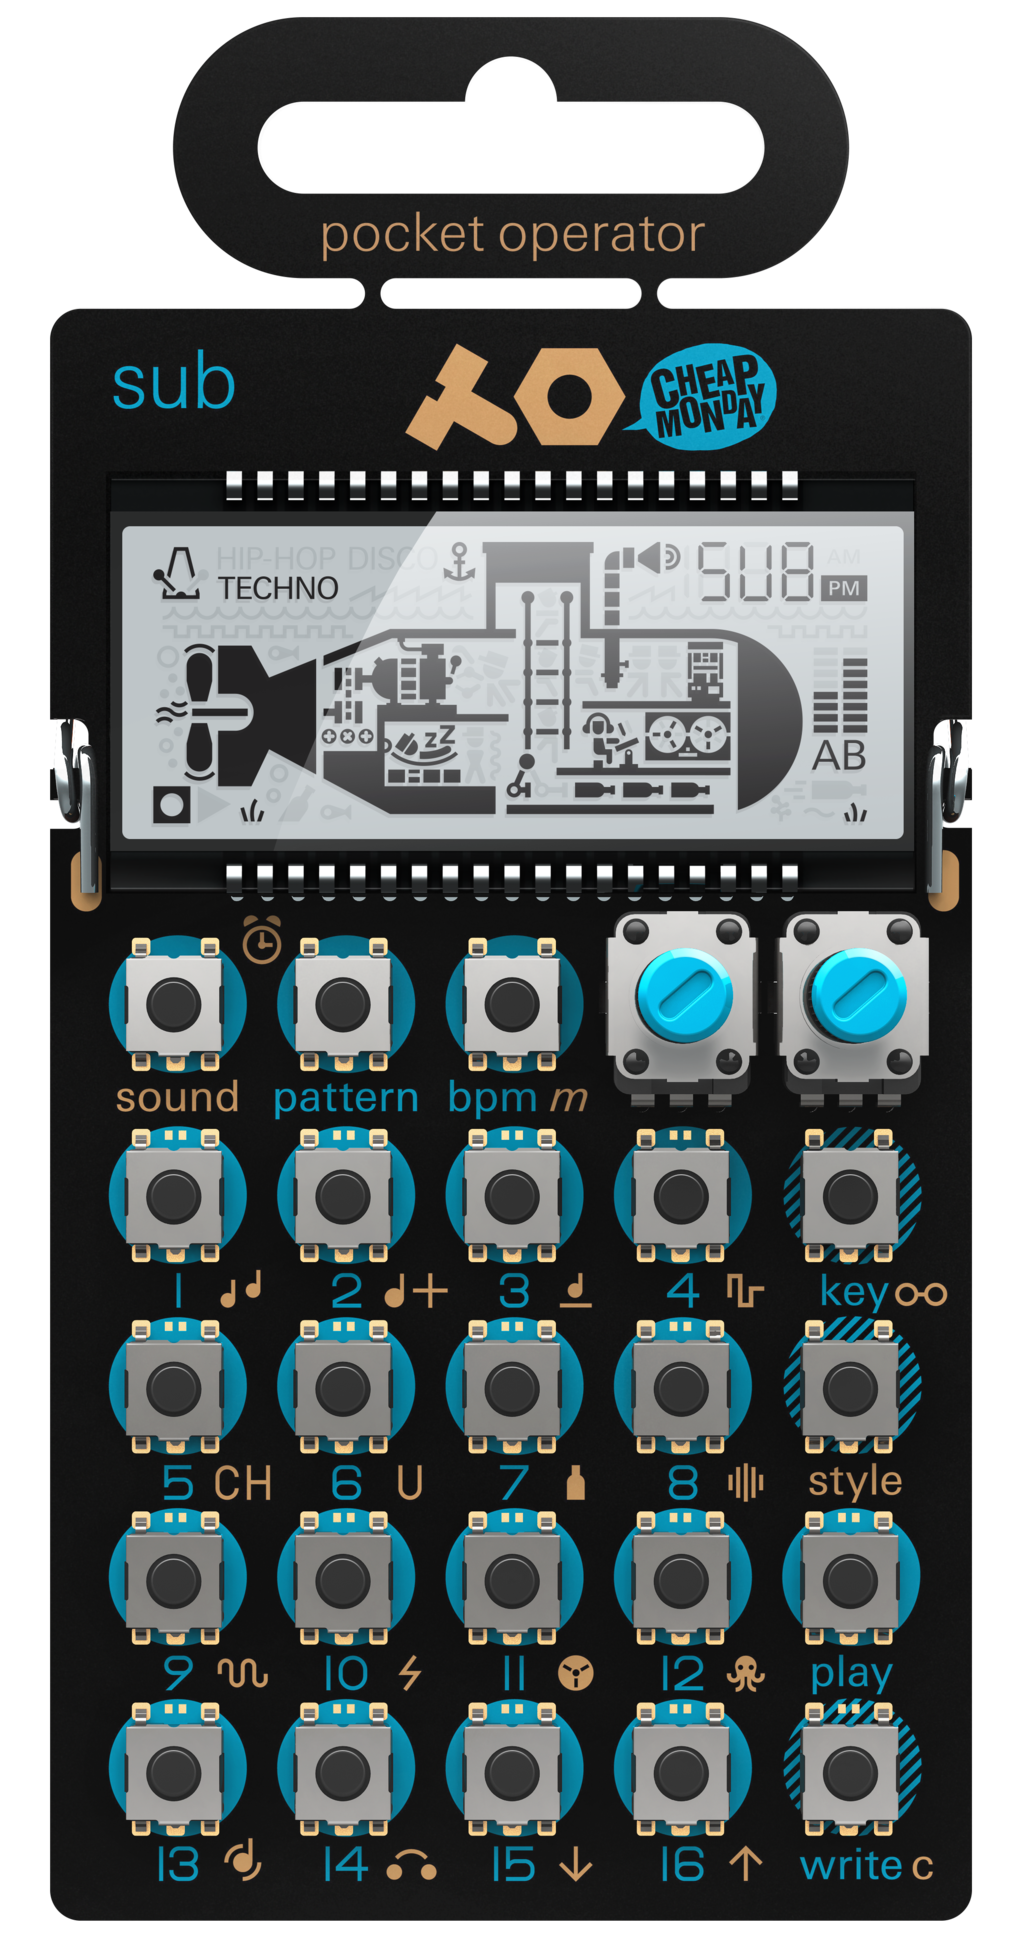 pocket operator
sub
CHEAP
MONDAY
HIP-HOP DISCO
TECHNO
SUB AM
PM
zZZ
AB
sound pattern bpm m
1 2 3 4 key
5 CH 6 U 7 8 style
9 10 11 12 play
13 14 15 16 write c